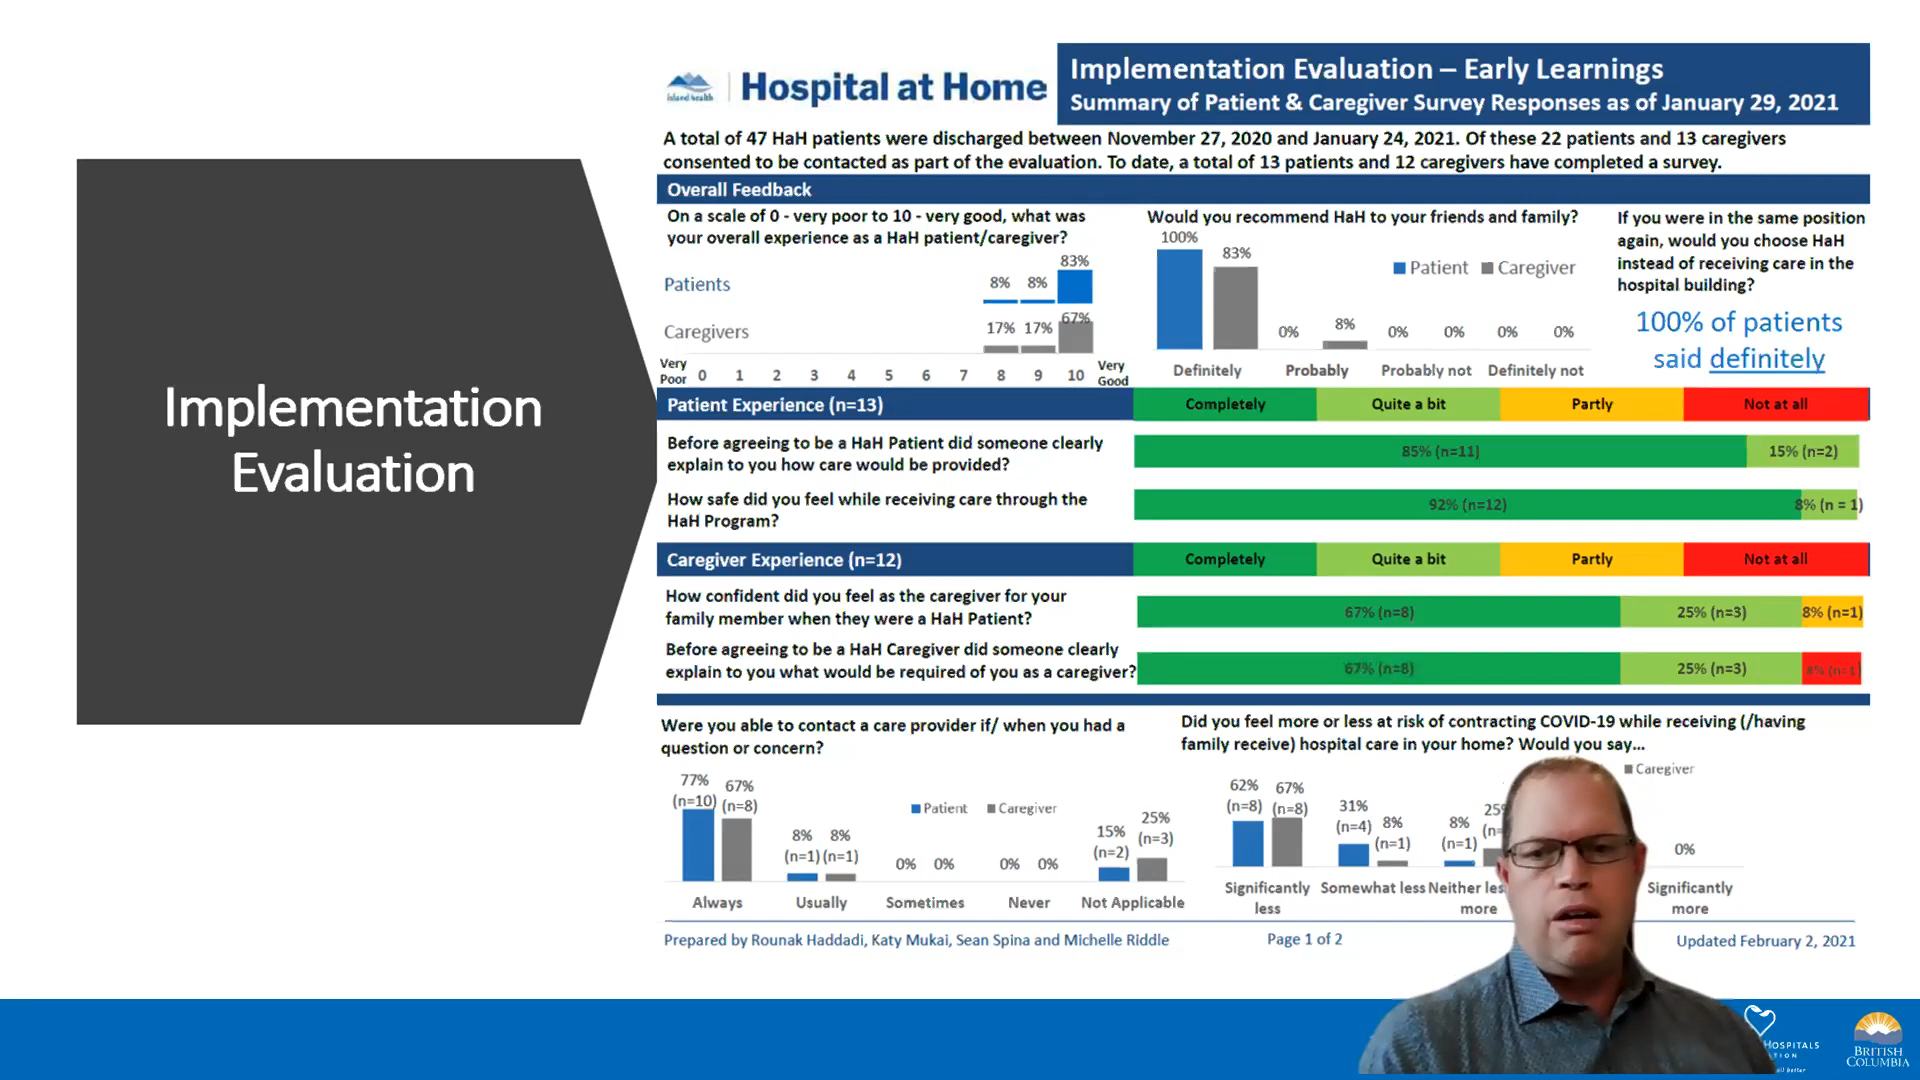 Implementation
Evaluation
island health
Hospital at Home
Implementation Evaluation – Early Learnings
Summary of Patient & Caregiver Survey Responses as of January 29, 2021
A total of 47 HaH patients were discharged between November 27, 2020 and January 24, 2021. Of these 22 patients and 13 caregivers
consented to be contacted as part of the evaluation. To date, a total of 13 patients and 12 caregivers have completed a survey.
Overall Feedback
On a scale of 0 - very poor to 10 - very good, what was
your overall experience as a HaH patient/caregiver?
83%
Patients 8% 8%
67%
Caregivers 17% 17%
Very
Poor 0 1 2 3 4 5 6 7 8 9 10 Very
Good
Would you recommend HaH to your friends and family?
100%
83%
Patient Caregiver
0% 8% 0% 0% 0% 0%
Definitely Probably Probably not Definitely not
If you were in the same position
again, would you choose HaH
instead of receiving care in the
hospital building?
100% of patients
said definitely
Patient Experience (n=13) Completely Quite a bit Partly Not at all
Before agreeing to be a HaH Patient did someone clearly
explain to you how care would be provided?
85% (n=11) 15% (n=2)
How safe did you feel while receiving care through the
HaH Program?
92% (n=12) 8% (n = 1)
Caregiver Experience (n=12) Completely Quite a bit Partly Not at all
How confident did you feel as the caregiver for your
family member when they were a HaH Patient?
67% (n=8) 25% (n=3) 8% (n=1)
Before agreeing to be a HaH Caregiver did someone clearly
explain to you what would be required of you as a caregiver?
67% (n=8) 25% (n=3) 8% (n=1)
Were you able to contact a care provider if/ when you had a
question or concern?
77% 67%
(n=10) (n=8)
Patient Caregiver
8% 8%
(n=1) (n=1)
0% 0% 0% 0%
15% 25%
(n=2) (n=3)
Always Usually Sometimes Never Not Applicable
Did you feel more or less at risk of contracting COVID-19 while receiving (/having
family receive) hospital care in your home? Would you say...
Caregiver
62% 67%
(n=8) (n=8)
31% 8%
(n=4) (n=1)
8% 25
(n=1) (n=
0%
Significantly
less
Somewhat less
Neither les
more
Significantly
more
Prepared by Rounak Haddadi, Katy Mukai, Sean Spina and Michelle Riddle
Page 1 of 2
Updated February 2, 2021
HOSPITALS
TION
BRITISH
COLUMBIA